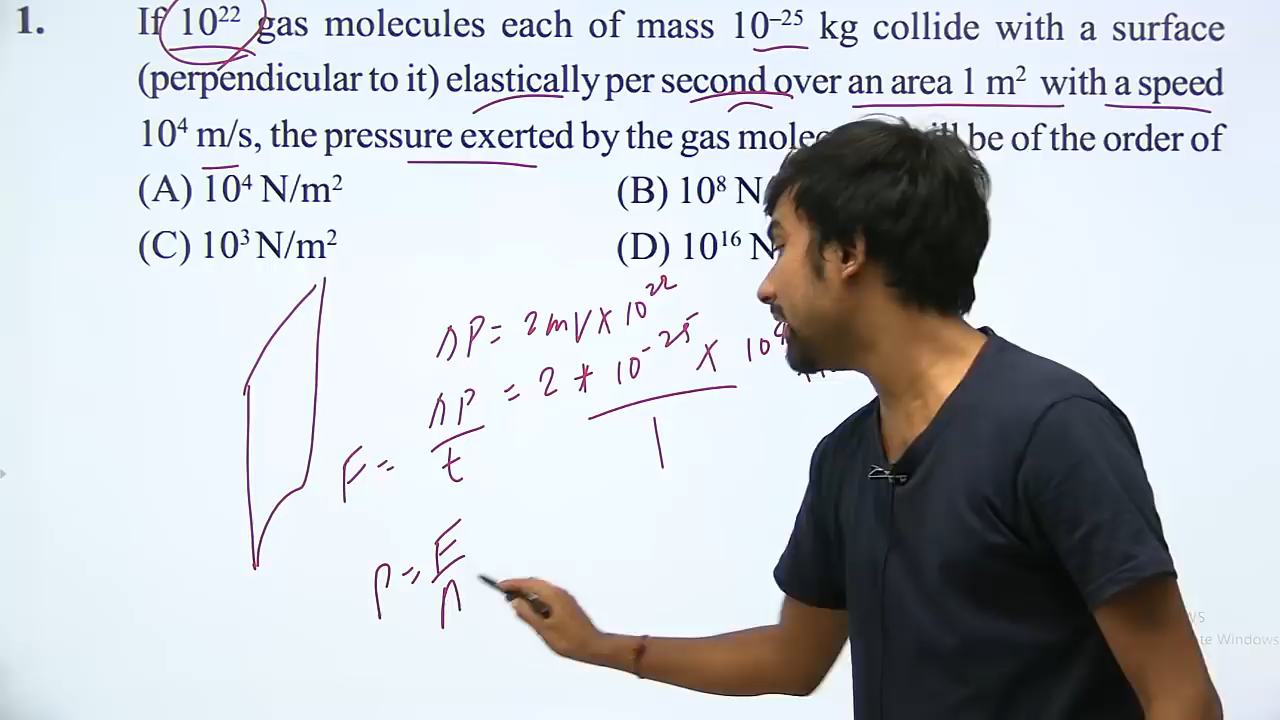 1. If 10²² gas molecules each of mass 10⁻²⁵ kg collide with a surface
(perpendicular to it) elastically per second over an area 1 m² with a speed
10⁴ m/s, the pressure exerted by the gas be of the order of
(A) 10⁴ N/m² (B) 10⁸ N
(C) 10³ N/m² (D) 10¹⁶ N
ΔP = 2mV × 10²²
F = ΔP/t = 2 * 10⁻²⁵ × 10⁴ / 1
P = F/A